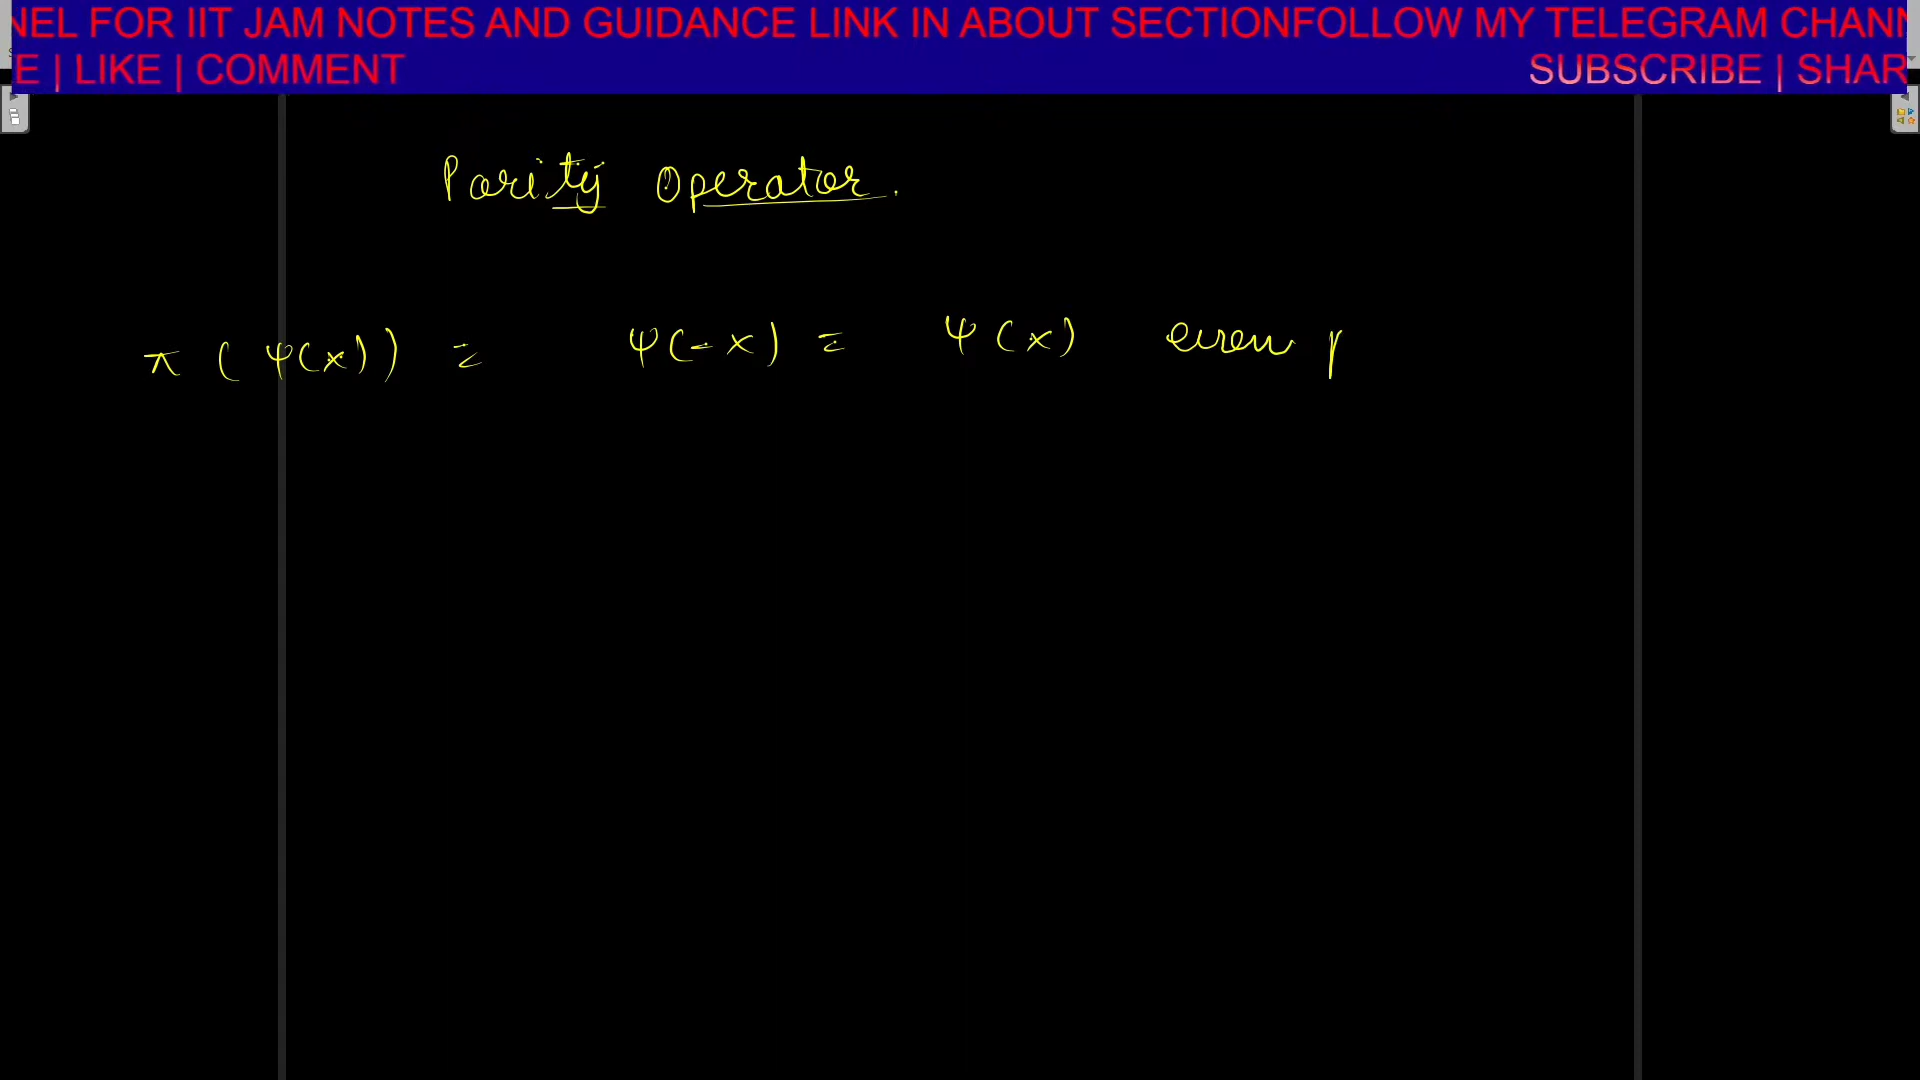 NEL FOR IIT JAM NOTES AND GUIDANCE LINK IN ABOUT SECTIONFOLLOW MY TELEGRAM CHANN
E | LIKE | COMMENT SUBSCRIBE | SHAR
Parity Operator.
π ( ψ(x)) = ψ(-x) = ψ (x) even p